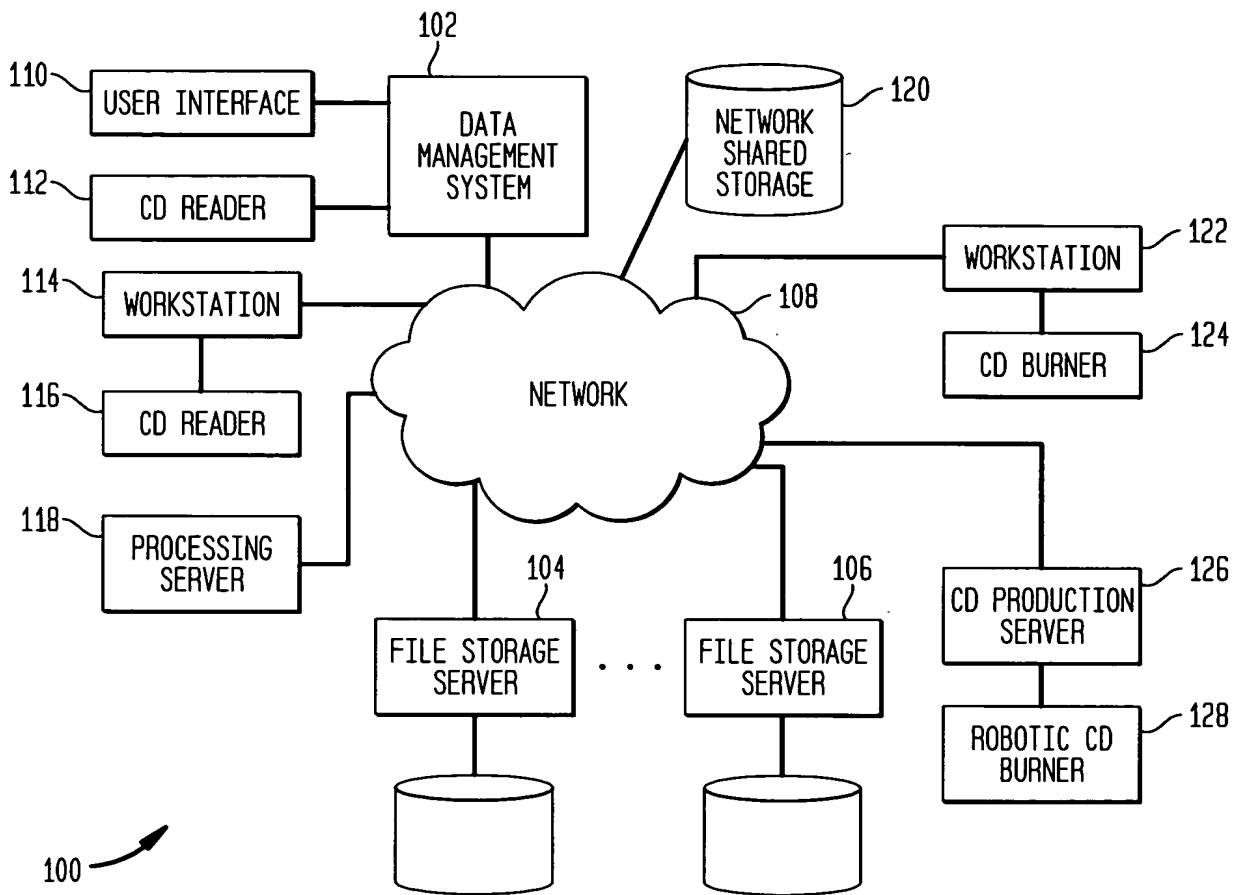 102
110
USER INTERFACE
DATA
MANAGEMENT
SYSTEM
NETWORK
SHARED
STORAGE
120
112
CD READER
114
WORKSTATION
108
WORKSTATION
122
CD BURNER
124
116
CD READER
NETWORK
118
PROCESSING
SERVER
104
FILE STORAGE
SERVER
. . .
106
FILE STORAGE
SERVER
CD PRODUCTION
SERVER
126
ROBOTIC CD
BURNER
128
100